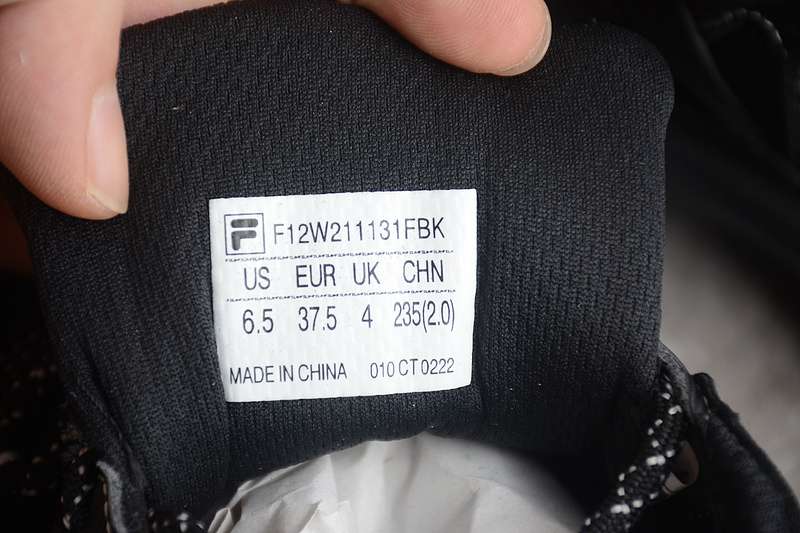 F F12W211131FBK
US EUR UK CHN
6.5 37.5 4 235(2.0)
MADE IN CHINA 010 CT 0222